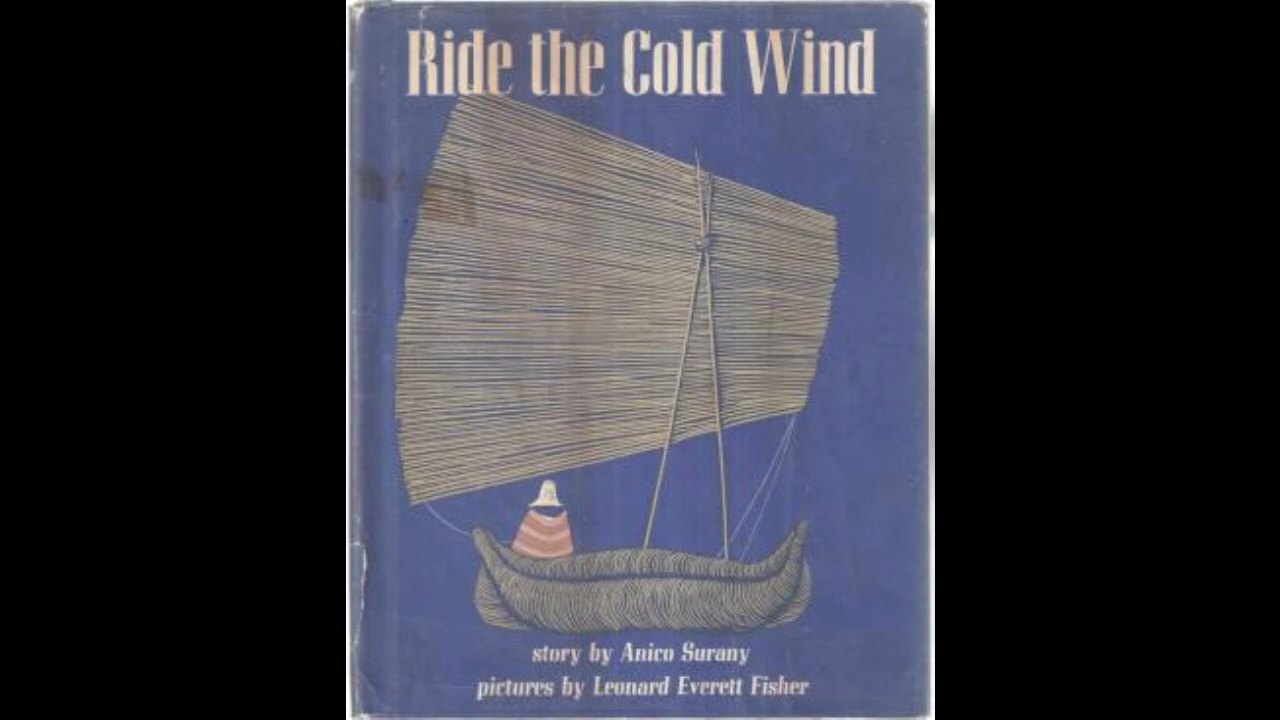 Ride the Cold Wind
story by Anico Surany
pictures by Leonard Everett Fisher